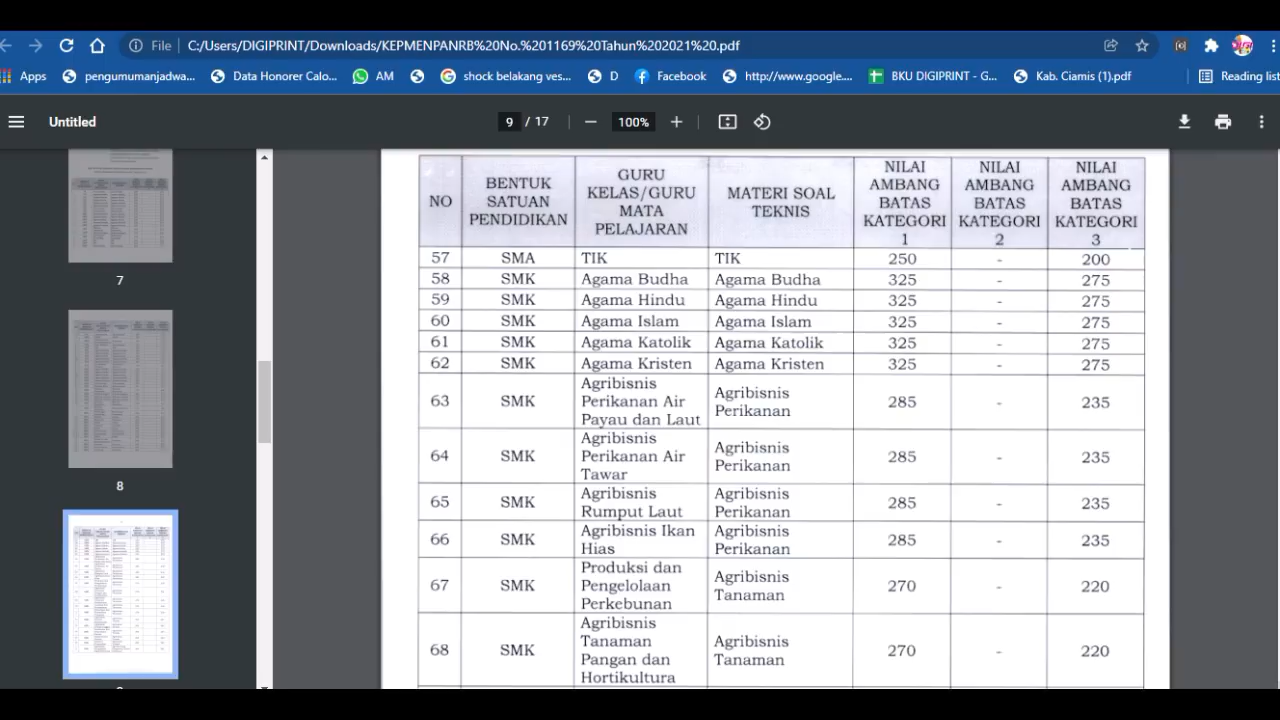 File C:/Users/DIGIPRINT/Downloads/KEPMENPANRB%20No.%201169%20Tahun%202021%20.pdf
Apps pengumumanjadwa... Data Honorer Calo... AM shock belakang ves... D Facebook http://www.google.... BKU DIGIPRINT - G... Kab. Ciamis (1).pdf Reading list
Untitled 9 / 17 100%
7
8
NO BENTUK SATUAN PENDIDIKAN GURU KELAS/GURU MATA PELAJARAN MATERI SOAL TEKNIS NILAI AMBANG BATAS KATEGORI 1 NILAI AMBANG BATAS KATEGORI 2 NILAI AMBANG BATAS KATEGORI 3
57 SMA TIK TIK 250 - 200
58 SMK Agama Budha Agama Budha 325 - 275
59 SMK Agama Hindu Agama Hindu 325 - 275
60 SMK Agama Islam Agama Islam 325 - 275
61 SMK Agama Katolik Agama Katolik 325 - 275
62 SMK Agama Kristen Agama Kristen 325 - 275
63 SMK Agribisnis Perikanan Air Payau dan Laut Agribisnis Perikanan 285 - 235
64 SMK Agribisnis Perikanan Air Tawar Agribisnis Perikanan 285 - 235
65 SMK Agribisnis Rumput Laut Agribisnis Perikanan 285 - 235
66 SMK Agribisnis Ikan Hias Agribisnis Perikanan 285 - 235
67 SMK Produksi dan Pengelolaan Perkebunan Agribisnis Tanaman 270 - 220
68 SMK Agribisnis Tanaman Pangan dan Hortikultura Agribisnis Tanaman 270 - 220